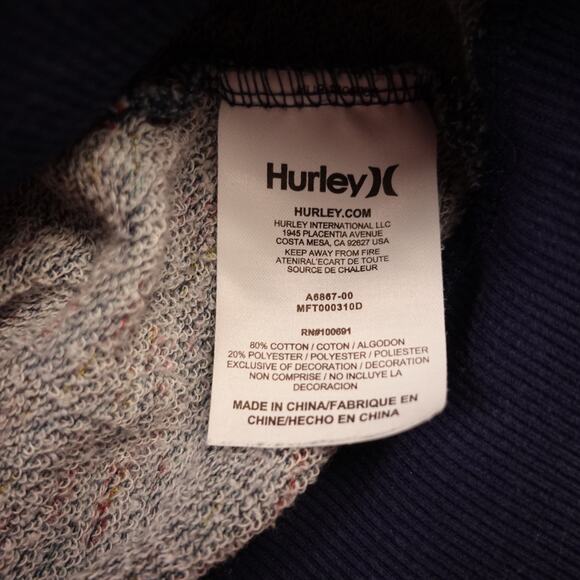 Hurley
HURLEY.COM
HURLEY INTERNATIONAL LLC
1945 PLACENTIA AVENUE
COSTA MESA, CA 92627 USA
KEEP AWAY FROM FIRE
ATENIRAL'ECART DE TOUTE
SOURCE DE CHALEUR
A6867-00
MFT000310D
RN#100691
80% COTTON / COTON / ALGODON
20% POLYESTER / POLYESTER / POLIESTER
EXCLUSIVE OF DECORATION / DECORATION
NON COMPRISE / NO INCLUYE LA
DECORACION
MADE IN CHINA/FABRIQUE EN
CHINE/HECHO EN CHINA